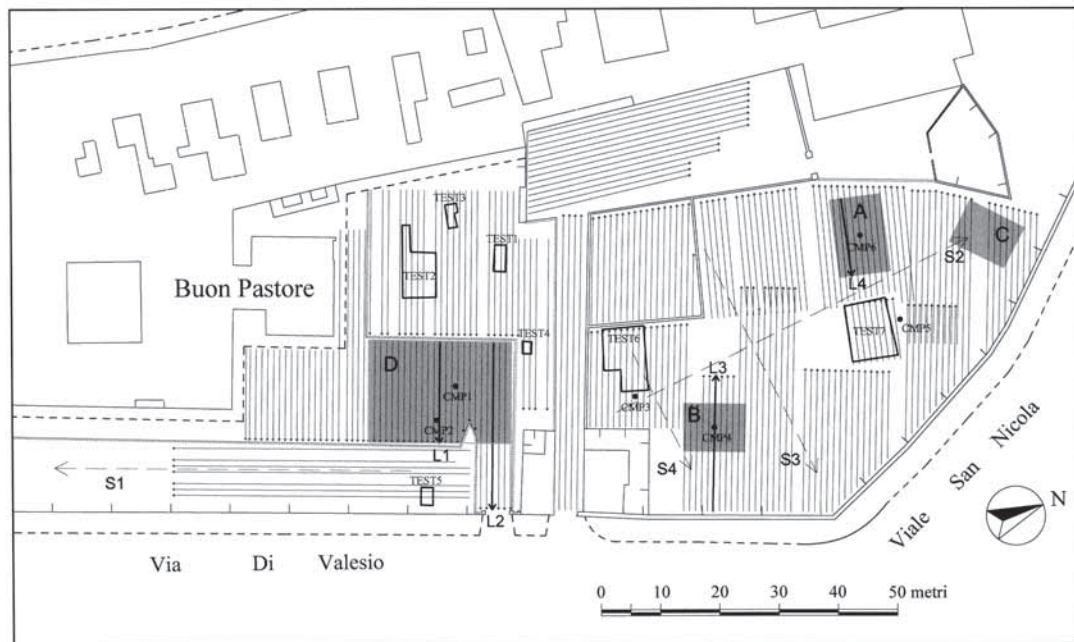 TEST3
TEST1
TEST2
A
CMP6
C
S2
L4
Buon Pastore
TEST4
TEST6
TEST7
CMP5
D
CMP1
L3
CMP3
B
CMP2
CMP4
L1
S4
S3
S1
TEST5
L2
Viale San Nicola
N
Via Di Valesio
0 10 20 30 40 50 metri